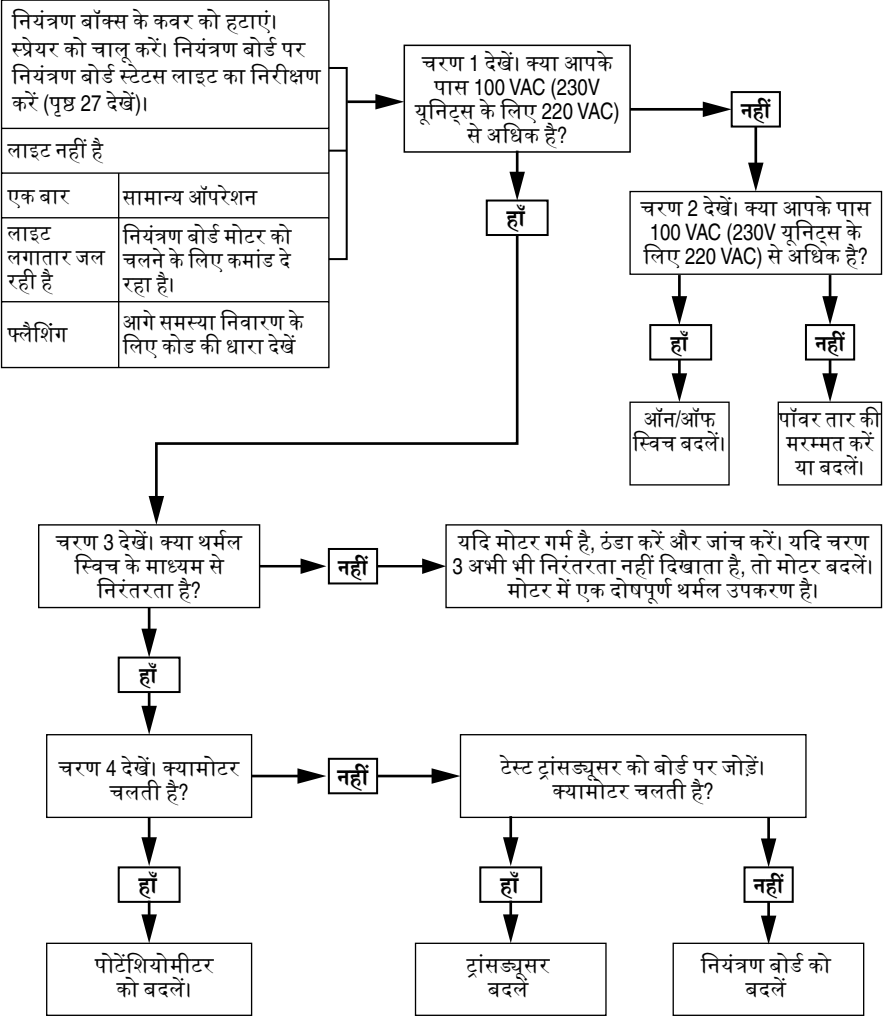 नियंत्रण बॉक्स के कवर को हटाएं।
स्प्रेयर को चालू करें। नियंत्रण बोर्ड पर
नियंत्रण बोर्ड स्टेटस लाइट का निरीक्षण
करें (पृष्ठ 27 देखें)।
लाइट नहीं है
एक बार
सामान्य ऑपरेशन
लाइट
लगातार जल
रही है
नियंत्रण बोर्ड मोटर को
चलने के लिए कमांड दे
रहा है।
फ्लैशिंग
आगे समस्या निवारण के
लिए कोड की धारा देखें
चरण 1 देखें। क्या आपके
पास 100 VAC (230V
यूनिट्स के लिए 220 VAC)
से अधिक है?
नहीं
हाँ
चरण 2 देखें। क्या आपके पास
100 VAC (230V यूनिट्स के
लिए 220 VAC) से अधिक है?
हाँ
नहीं
ऑन/ऑफ
स्विच बदलें।
पॉवर तार की
मरम्मत करें
या बदलें।
चरण 3 देखें। क्या थर्मल
स्विच के माध्यम से
निरंतरता है?
नहीं
यदि मोटर गर्म है, ठंडा करें और जांच करें। यदि चरण
3 अभी भी निरंतरता नहीं दिखाता है, तो मोटर बदलें।
मोटर में एक दोषपूर्ण थर्मल उपकरण है।
हाँ
चरण 4 देखें। क्यामोटर
चलती है?
नहीं
टेस्ट ट्रांसड्यूसर को बोर्ड पर जोड़ें।
क्यामोटर चलती है?
हाँ
हाँ
नहीं
पोटेंशियोमीटर
को बदलें।
ट्रांसड्यूसर
बदलें
नियंत्रण बोर्ड को
बदलें